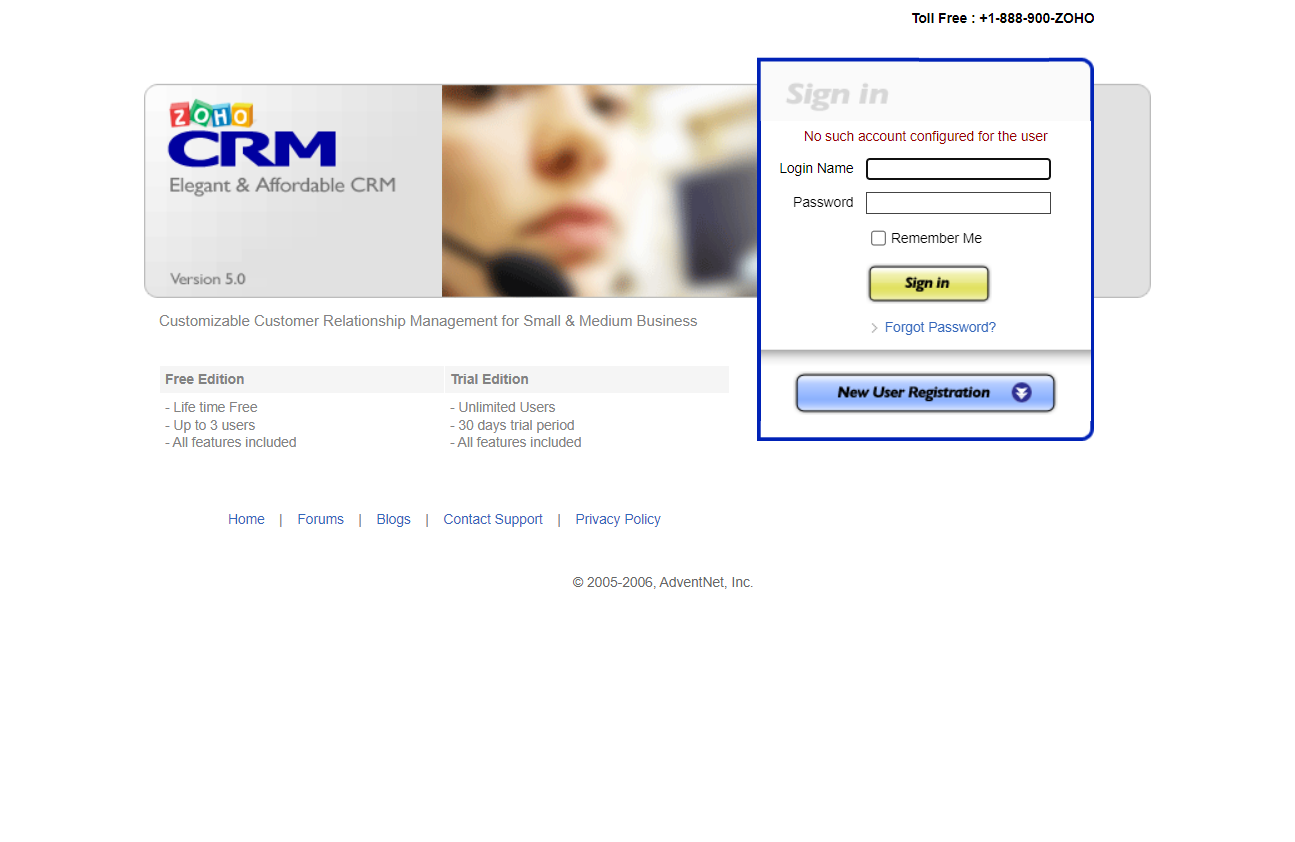 Toll Free : +1-888-900-ZOHO
ZOHO
CRM
Elegant & Affordable CRM
Version 5.0
Sign in
No such account configured for the user
Login Name
Password
Remember Me
Sign in
Forgot Password?
New User Registration
Customizable Customer Relationship Management for Small & Medium Business
Free Edition
- Life time Free
- Up to 3 users
- All features included
Trial Edition
- Unlimited Users
- 30 days trial period
- All features included
Home | Forums | Blogs | Contact Support | Privacy Policy
© 2005-2006, AdventNet, Inc.